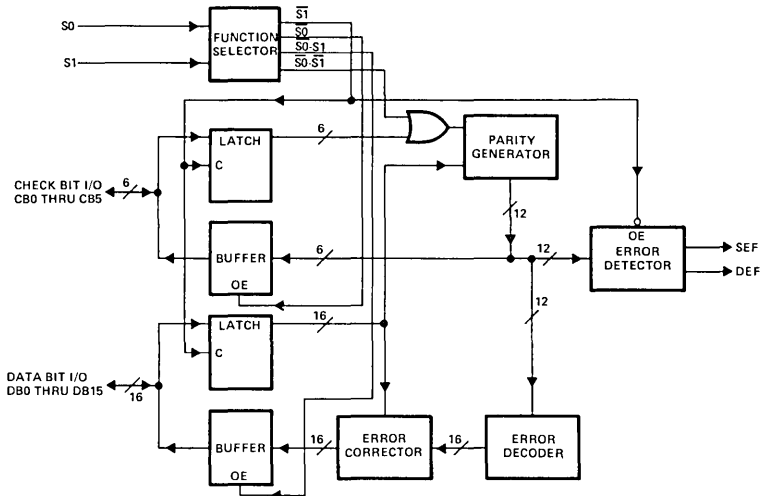 S0
S1
FUNCTION
SELECTOR
S̅1̅
S̅0̅
S̅0̅·S1
S̅0̅·S̅1̅
LATCH
C
6
PARITY
GENERATOR
CHECK BIT I/O
CB0 THRU CB5
6
12
BUFFER
OE
6
12
OE
ERROR
DETECTOR
SEF
DEF
LATCH
C
16
12
DATA BIT I/O
DB0 THRU DB15
16
BUFFER
OE
16
ERROR
CORRECTOR
16
ERROR
DECODER